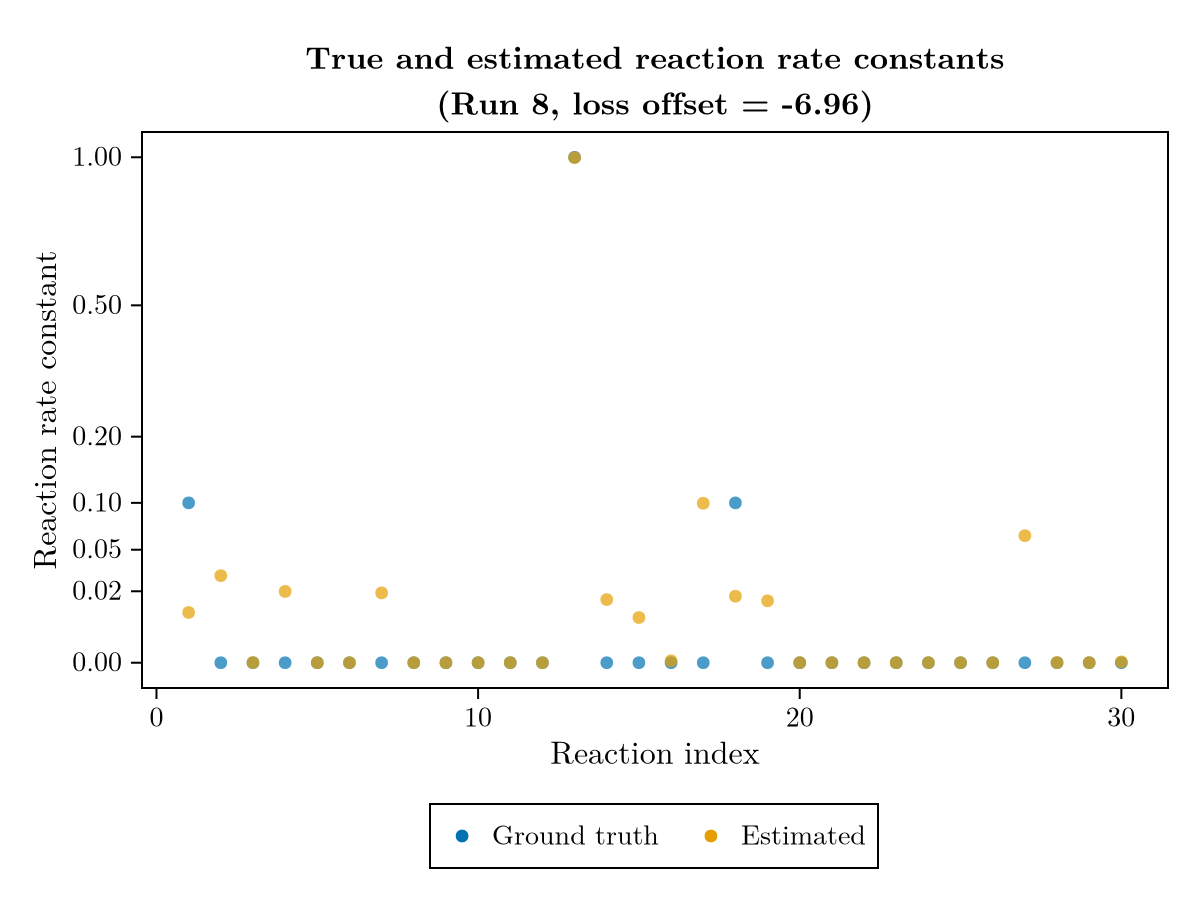 True and estimated reaction rate constants
(Run 8, loss offset = -6.96)
Reaction rate constant
1.00
0.50
0.20
0.10
0.05
0.02
0.00
0 10 20 30
Reaction index
Ground truth Estimated